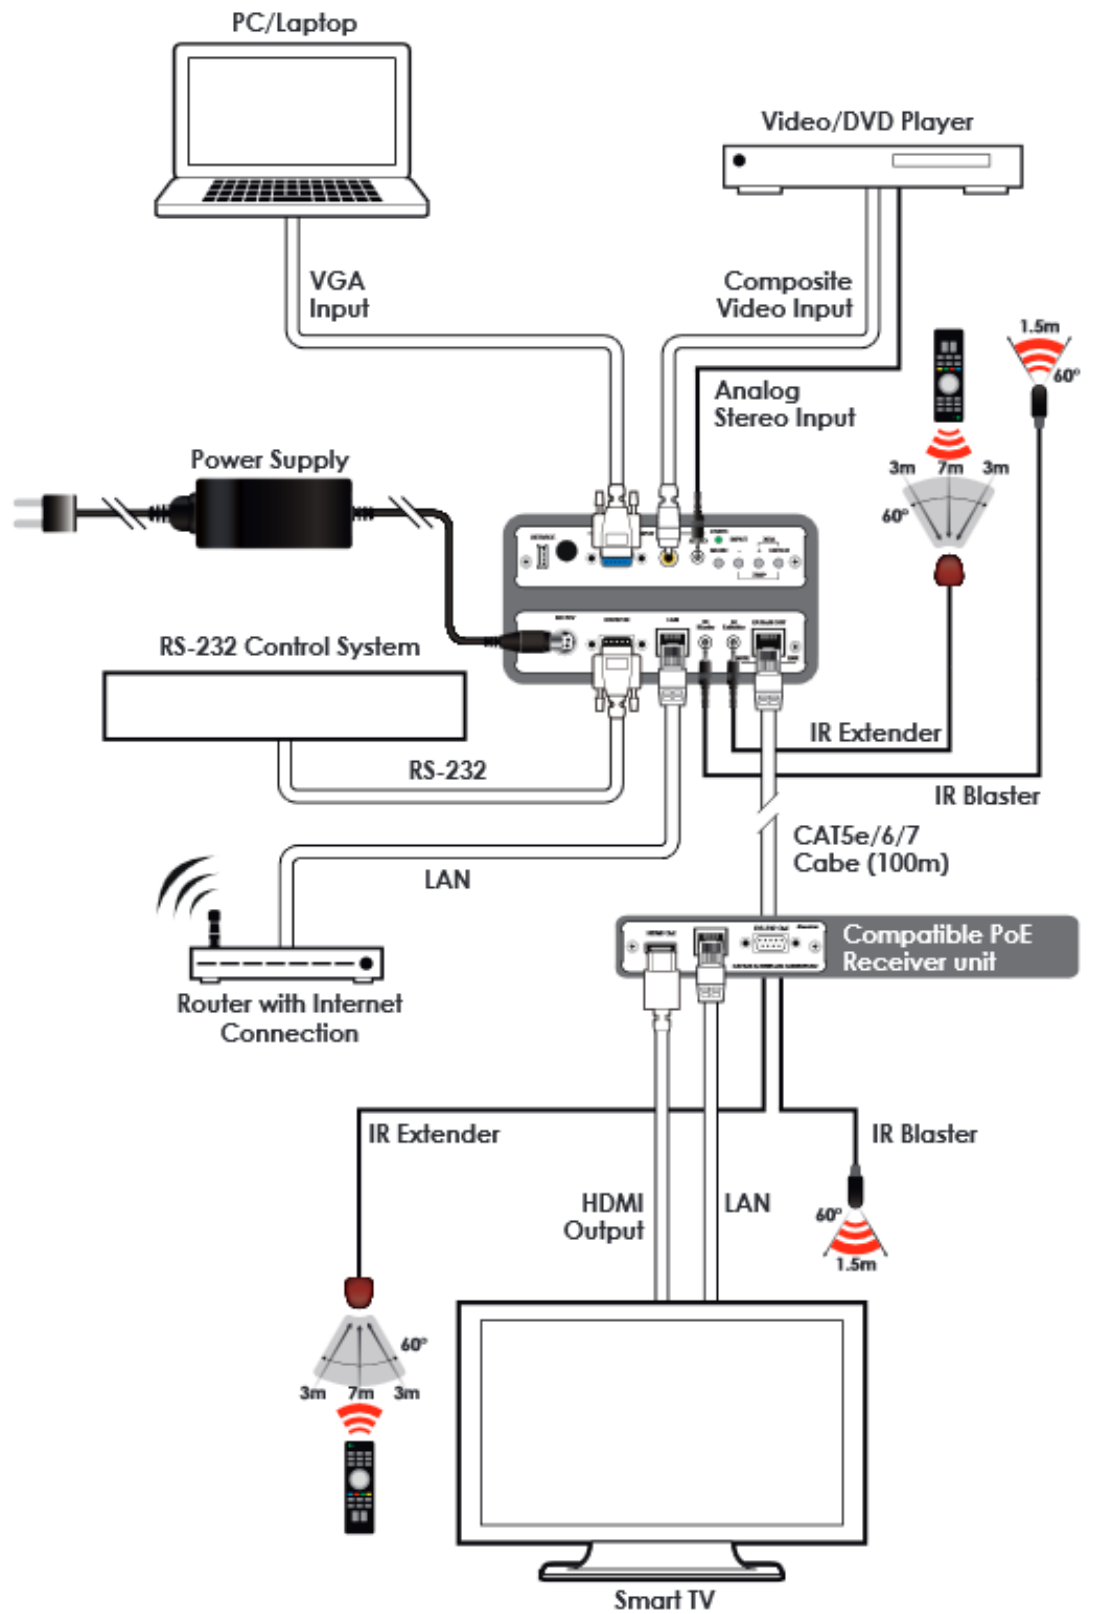 PC/Laptop
Video/DVD Player
VGA
Input
Composite
Video Input
1.5m
60°
Analog
Stereo Input
3m 7m 3m
60°
Power Supply
INPUT
LAN
RS-232 Control System
IR Extender
RS-232
IR Blaster
CAT5e/6/7
Cabe (100m)
LAN
Compatible PoE
Receiver unit
Router with Internet
Connection
IR Extender
IR Blaster
HDMI
Output
LAN
60°
1.5m
60°
3m 7m 3m
Smart TV